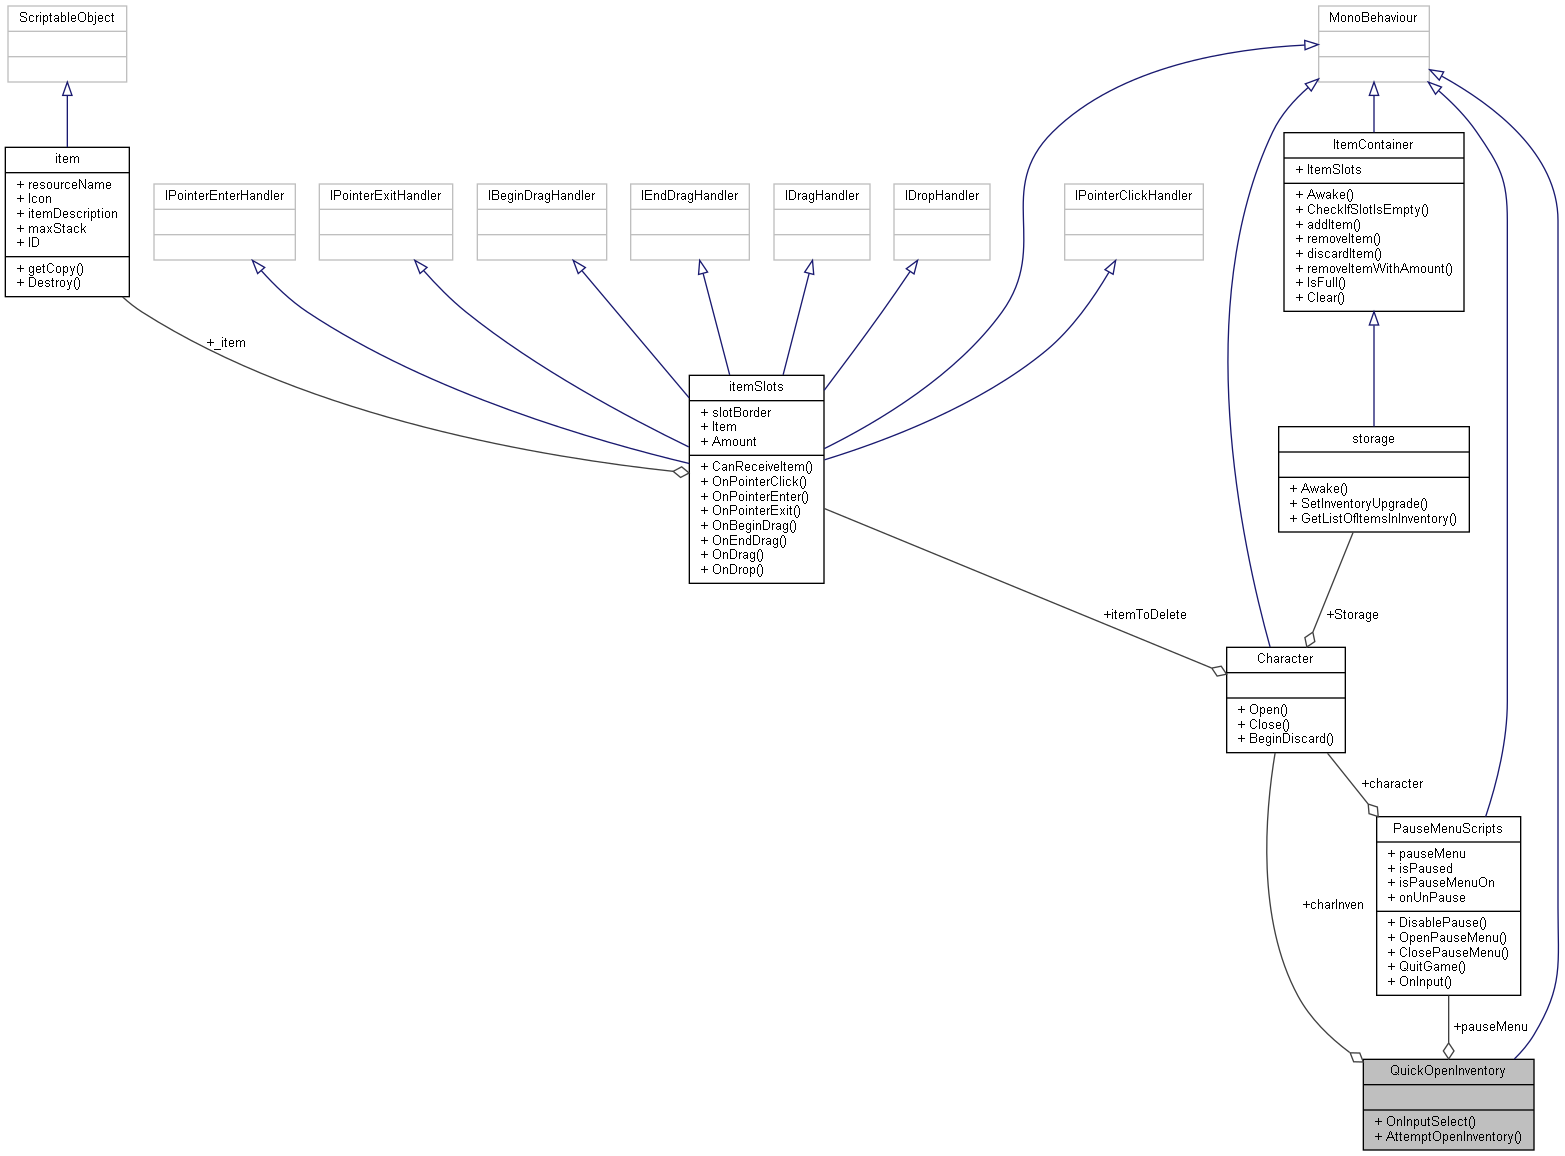 ScriptableObject
MonoBehaviour
item
+ resourceName
+ Icon
+ itemDescription
+ maxStack
+ ID
+ getCopy()
+ Destroy()
ItemContainer
+ ItemSlots
+ Awake()
+ CheckIfSlotIsEmpty()
+ addItem()
+ removeItem()
+ discardItem()
+ removeItemWithAmount()
+ IsFull()
+ Clear()
IPointerEnterHandler
IPointerExitHandler
IBeginDragHandler
IEndDragHandler
IDragHandler
IDropHandler
IPointerClickHandler
+_item
itemSlots
+ slotBorder
+ Item
+ Amount
+ CanReceiveItem()
+ OnPointerClick()
+ OnPointerEnter()
+ OnPointerExit()
+ OnBeginDrag()
+ OnEndDrag()
+ OnDrag()
+ OnDrop()
storage
+ Awake()
+ SetInventoryUpgrade()
+ GetListOfItemsInInventory()
+itemToDelete
+Storage
Character
+ Open()
+ Close()
+ BeginDiscard()
+character
PauseMenuScripts
+ pauseMenu
+ isPaused
+ isPauseMenuOn
+ onUnPause
+ DisablePause()
+ OpenPauseMenu()
+ ClosePauseMenu()
+ QuitGame()
+ OnInput()
+charInven
+pauseMenu
QuickOpenInventory
+ OnInputSelect()
+ AttemptOpenInventory()